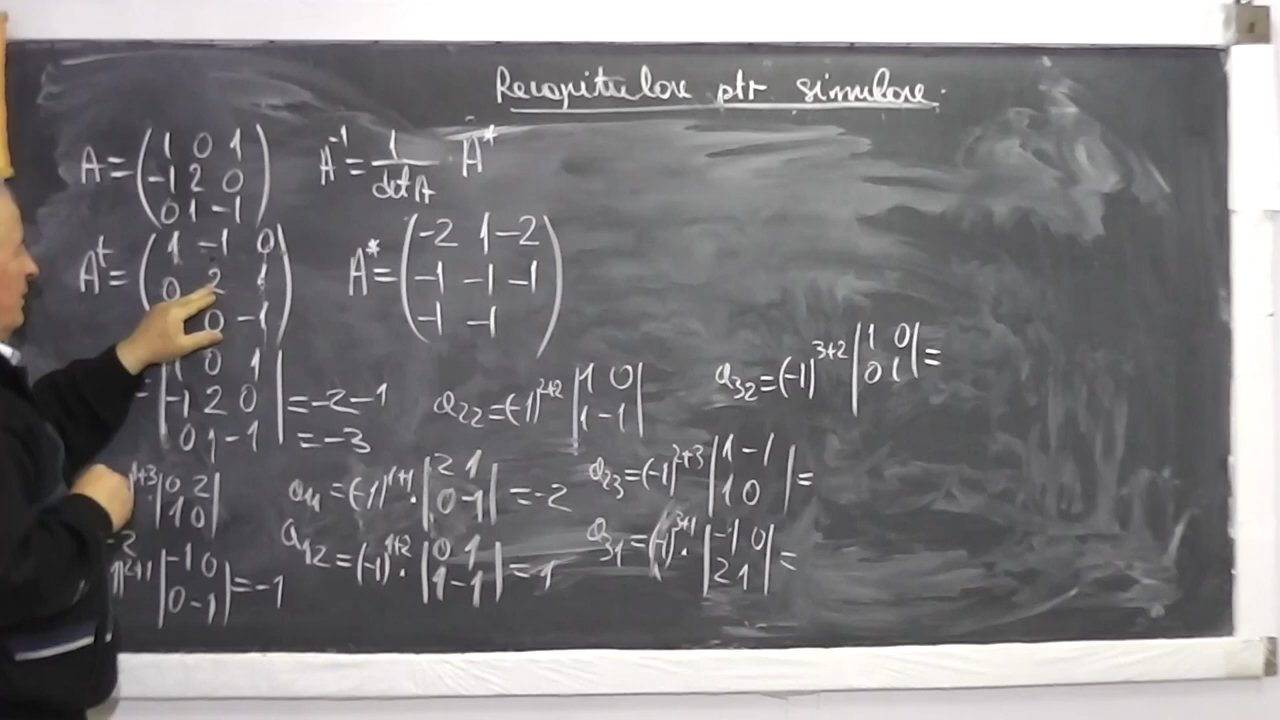 Recapitulare ptr simulare.
A = ( 1 0 1
-1 2 0
0 1 -1 )
A^-1 = 1/detA · A*
A^t = ( 1 -1 0
0 2 1
0 -1 )
A* = ( -2 1 -2
-1 -1 -1
-1 -1 )
= | 1 0 1
-1 2 0
0 1 -1 | = -2-1
= -3
a22 = (-1)^2+2 | 1 0
1 -1 |
a32 = (-1)^3+2 | 1 0
0 1 | =
1+3 | 0 2
1 0 |
-2
2+1 | -1 0
0 -1 | = -1
a11 = (-1)^1+1 · | 2 1
0 -1 | = -2
a12 = (-1)^1+2 · | 0 1
1 -1 | = 1
a23 = (-1)^2+3 | 1 -1
1 0 | =
a31 = (-1)^3+1 · | -1 0
2 1 | =